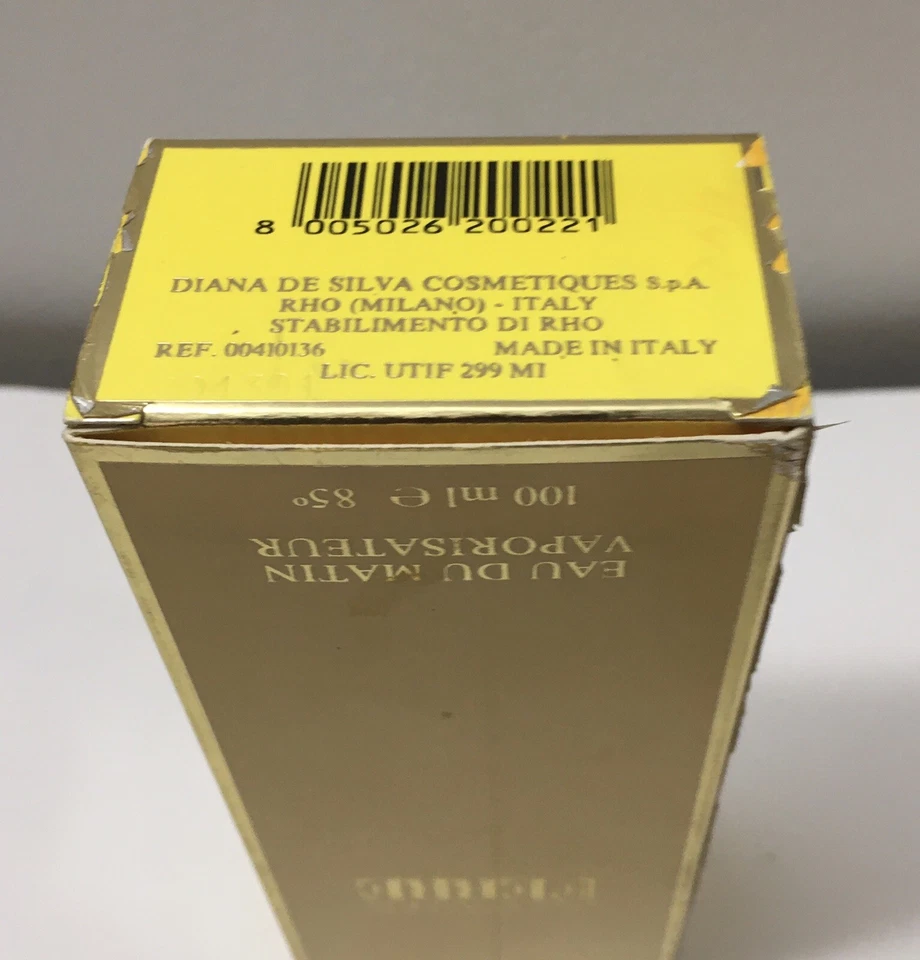 8 005026 200221
DIANA DE SILVA COSMETIQUES S.p.A.
RHO (MILANO) - ITALY
STABILIMENTO DI RHO
REF. 00410136 MADE IN ITALY
LIC. UTIF 299 MI
EAU DU MATIN
VAPORISATEUR
100 ml e 85°